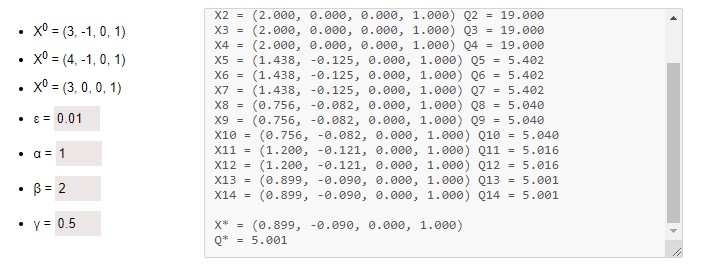 X⁰ = (3, -1, 0, 1)
X⁰ = (4, -1, 0, 1)
X⁰ = (3, 0, 0, 1)
ε = 0.01
α = 1
β = 2
γ = 0.5
X2 = (2.000, 0.000, 0.000, 1.000) Q2 = 19.000
X3 = (2.000, 0.000, 0.000, 1.000) Q3 = 19.000
X4 = (2.000, 0.000, 0.000, 1.000) Q4 = 19.000
X5 = (1.438, -0.125, 0.000, 1.000) Q5 = 5.402
X6 = (1.438, -0.125, 0.000, 1.000) Q6 = 5.402
X7 = (1.438, -0.125, 0.000, 1.000) Q7 = 5.402
X8 = (0.756, -0.082, 0.000, 1.000) Q8 = 5.040
X9 = (0.756, -0.082, 0.000, 1.000) Q9 = 5.040
X10 = (0.756, -0.082, 0.000, 1.000) Q10 = 5.040
X11 = (1.200, -0.121, 0.000, 1.000) Q11 = 5.016
X12 = (1.200, -0.121, 0.000, 1.000) Q12 = 5.016
X13 = (0.899, -0.090, 0.000, 1.000) Q13 = 5.001
X14 = (0.899, -0.090, 0.000, 1.000) Q14 = 5.001
X* = (0.899, -0.090, 0.000, 1.000)
Q* = 5.001